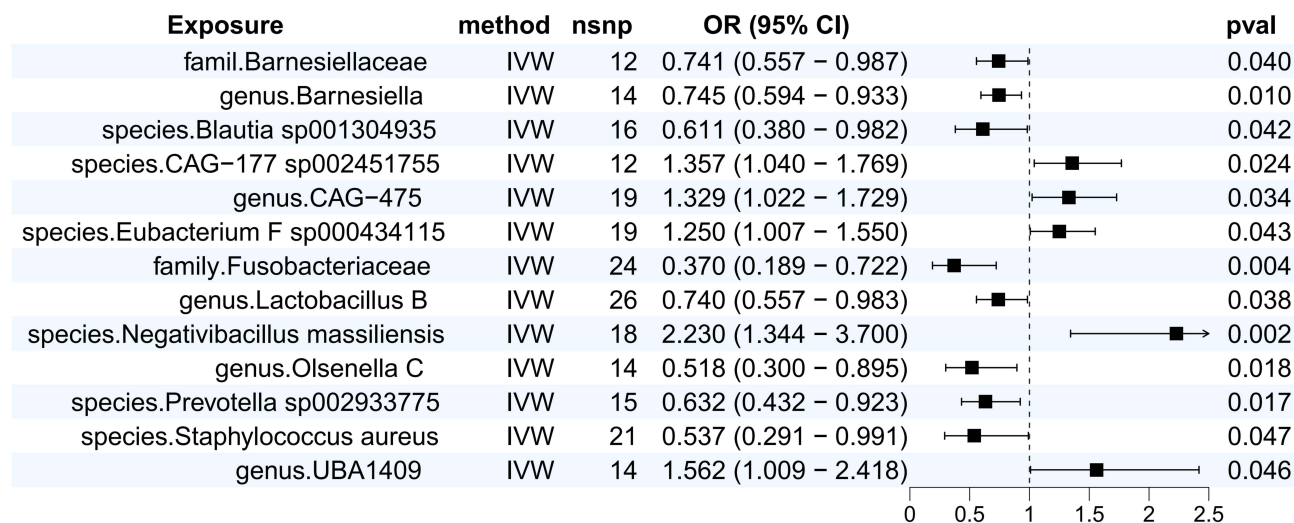 Exposure method nsnp OR (95% CI) pval
famil.Barnesiellaceae IVW 12 0.741 (0.557 − 0.987) 0.040
genus.Barnesiella IVW 14 0.745 (0.594 − 0.933) 0.010
species.Blautia sp001304935 IVW 16 0.611 (0.380 − 0.982) 0.042
species.CAG−177 sp002451755 IVW 12 1.357 (1.040 − 1.769) 0.024
genus.CAG−475 IVW 19 1.329 (1.022 − 1.729) 0.034
species.Eubacterium F sp000434115 IVW 19 1.250 (1.007 − 1.550) 0.043
family.Fusobacteriaceae IVW 24 0.370 (0.189 − 0.722) 0.004
genus.Lactobacillus B IVW 26 0.740 (0.557 − 0.983) 0.038
species.Negativibacillus massiliensis IVW 18 2.230 (1.344 − 3.700) 0.002
genus.Olsenella C IVW 14 0.518 (0.300 − 0.895) 0.018
species.Prevotella sp002933775 IVW 15 0.632 (0.432 − 0.923) 0.017
species.Staphylococcus aureus IVW 21 0.537 (0.291 − 0.991) 0.047
genus.UBA1409 IVW 14 1.562 (1.009 − 2.418) 0.046
0 0.5 1 1.5 2 2.5